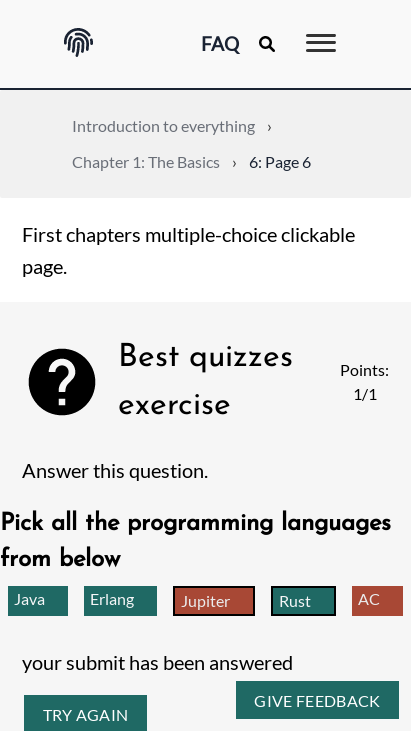 FAQ
Introduction to everything ›
Chapter 1: The Basics › 6: Page 6
First chapters multiple-choice clickable
page.
Best quizzes
exercise
Points:
1/1
Answer this question.
Pick all the programming languages
from below
Java Erlang Jupiter Rust AC
your submit has been answered
TRY AGAIN
GIVE FEEDBACK